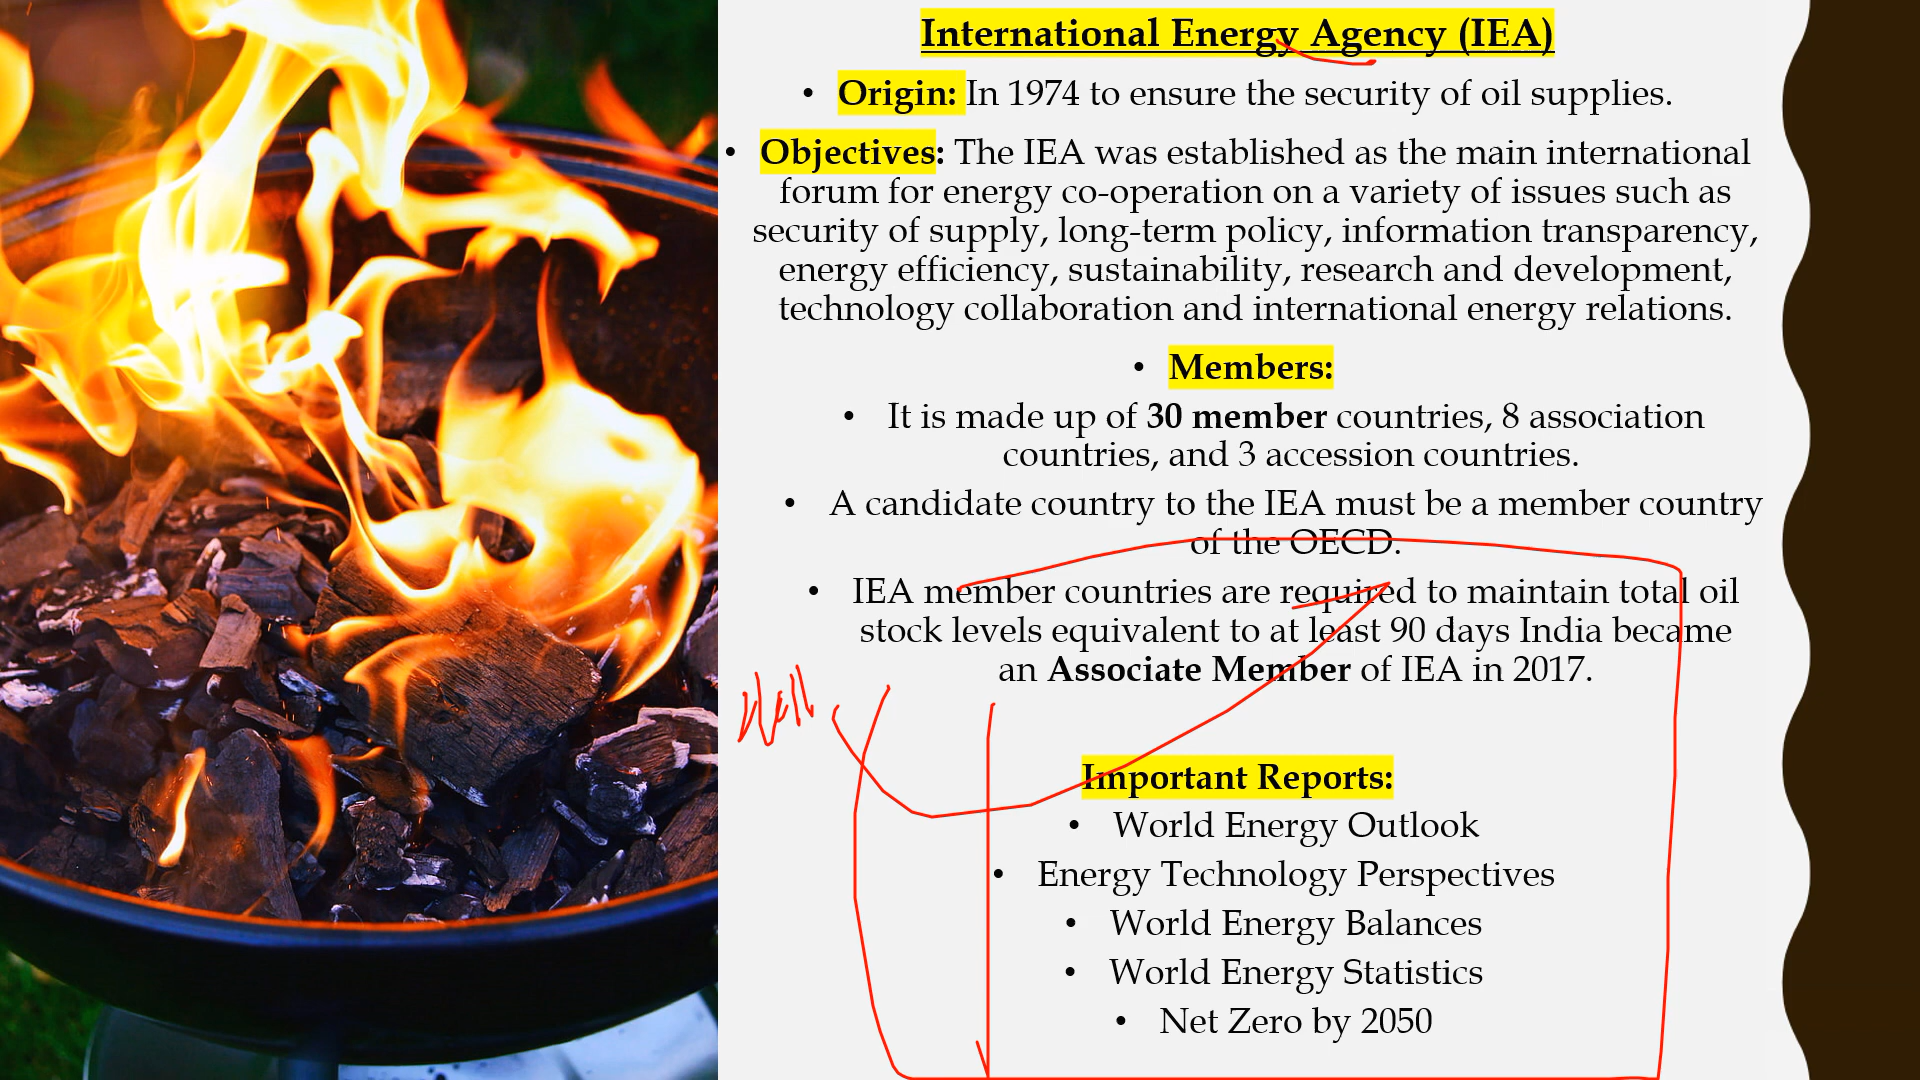 International Energy Agency (IEA)
• Origin: In 1974 to ensure the security of oil supplies.
• Objectives: The IEA was established as the main international
forum for energy co-operation on a variety of issues such as
security of supply, long-term policy, information transparency,
energy efficiency, sustainability, research and development,
technology collaboration and international energy relations.
• Members:
• It is made up of 30 member countries, 8 association
countries, and 3 accession countries.
• A candidate country to the IEA must be a member country
of the OECD.
• IEA member countries are required to maintain total oil
stock levels equivalent to at least 90 days India became
an Associate Member of IEA in 2017.
Important Reports:
• World Energy Outlook
• Energy Technology Perspectives
• World Energy Balances
• World Energy Statistics
• Net Zero by 2050